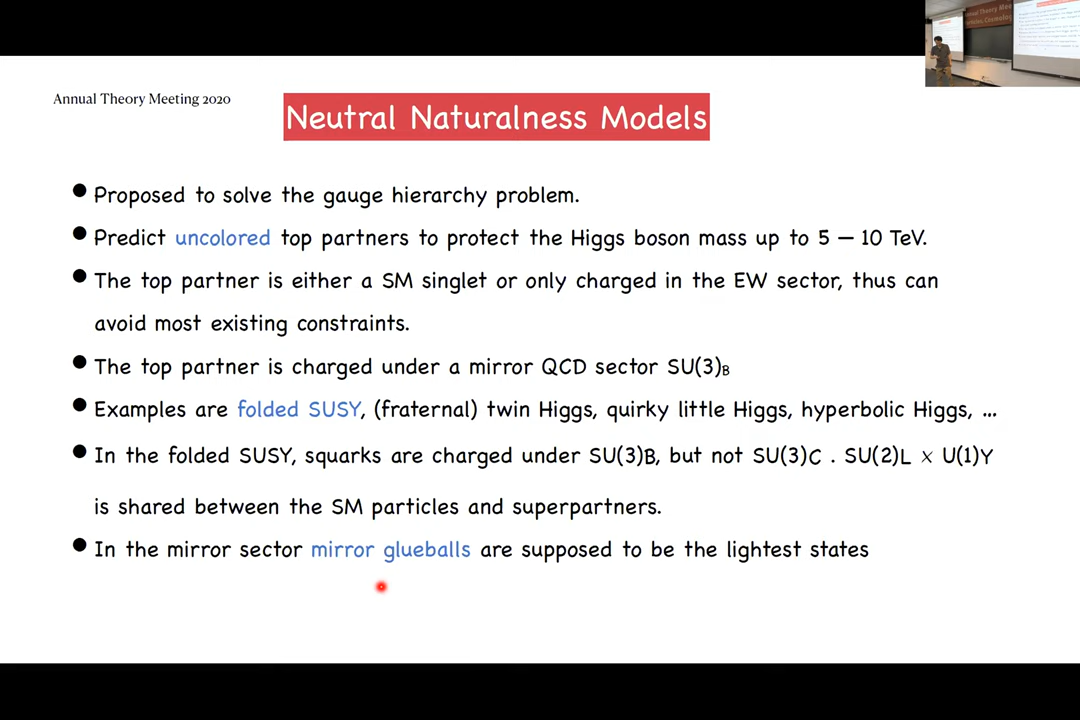 Annual Theory Mee
Particles, Cosmolog
Annual Theory Meeting 2020
Neutral Naturalness Models
● Proposed to solve the gauge hierarchy problem.
● Predict uncolored top partners to protect the Higgs boson mass up to 5 – 10 TeV.
● The top partner is either a SM singlet or only charged in the EW sector, thus can
avoid most existing constraints.
● The top partner is charged under a mirror QCD sector SU(3)B
● Examples are folded SUSY, (fraternal) twin Higgs, quirky little Higgs, hyperbolic Higgs, ...
● In the folded SUSY, squarks are charged under SU(3)B, but not SU(3)C . SU(2)L × U(1)Y
is shared between the SM particles and superpartners.
● In the mirror sector mirror glueballs are supposed to be the lightest states